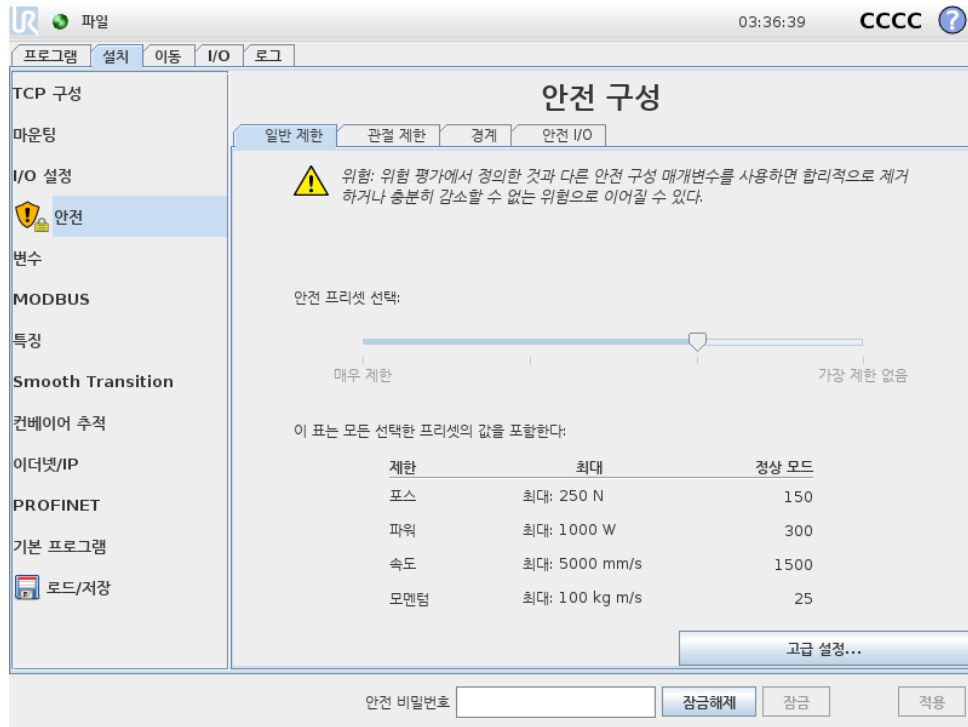 UR 파일 03:36:39 CCCC ?
프로그램 설치 이동 I/O 로그
TCP 구성
마운팅
I/O 설정
안전
변수
MODBUS
특징
Smooth Transition
컨베이어 추적
이더넷/IP
PROFINET
기본 프로그램
로드/저장
안전 구성
일반 제한 관절 제한 경계 안전 I/O
위험: 위험 평가에서 정의한 것과 다른 안전 구성 매개변수를 사용하면 합리적으로 제거
하거나 충분히 감소할 수 없는 위험으로 이어질 수 있다.
안전 프리셋 선택:
매우 제한 가장 제한 없음
이 표는 모든 선택한 프리셋의 값을 포함한다:
제한 최대 정상 모드
포스 최대: 250 N 150
파워 최대: 1000 W 300
속도 최대: 5000 mm/s 1500
모멘텀 최대: 100 kg m/s 25
고급 설정...
안전 비밀번호 잠금해제 잠금 적용